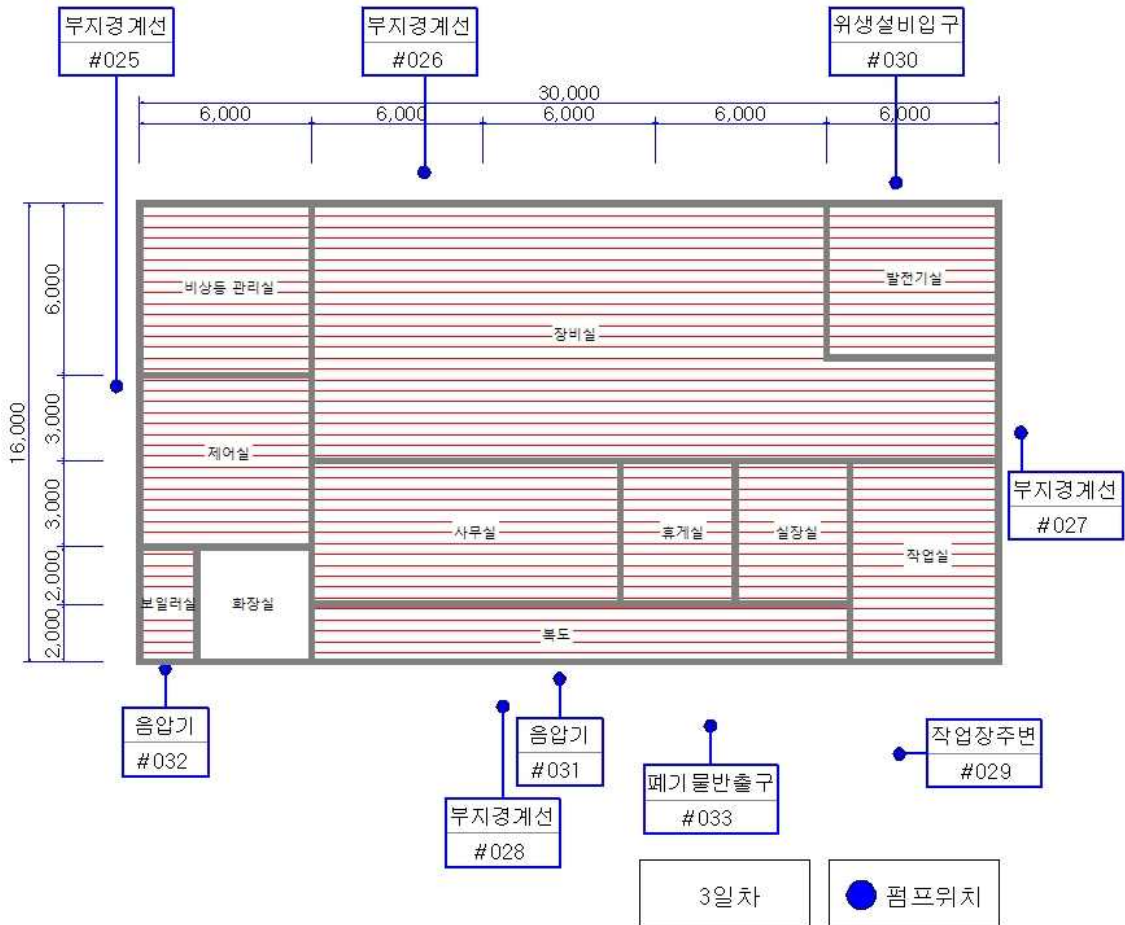 부지경계선
#025
부지경계선
#026
위생설비입구
#030
30,000
6,000
6,000
6,000
6,000
6,000
16,000
6,000
3,000
3,000
2,000
2,000
비상등 관리실
발전기실
장비실
제어실
부지경계선
#027
사무실
휴게실
실장실
작업실
보일러실
화장실
복도
음압기
#032
음압기
#031
작업장주변
#029
폐기물반출구
#033
부지경계선
#028
3일차
펌프위치